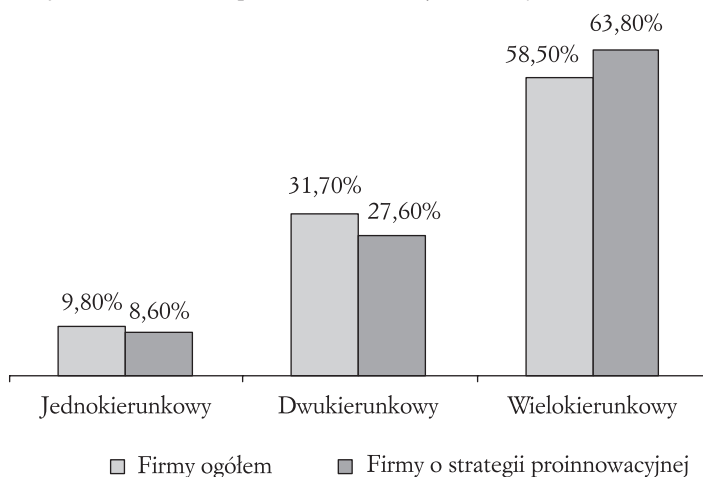 63,80%
58,50%
31,70%
27,60%
9,80%
8,60%
Jednokierunkowy
Dwukierunkowy
Wielokierunkowy
Firmy ogółem
Firmy o strategii proinnowacyjnej